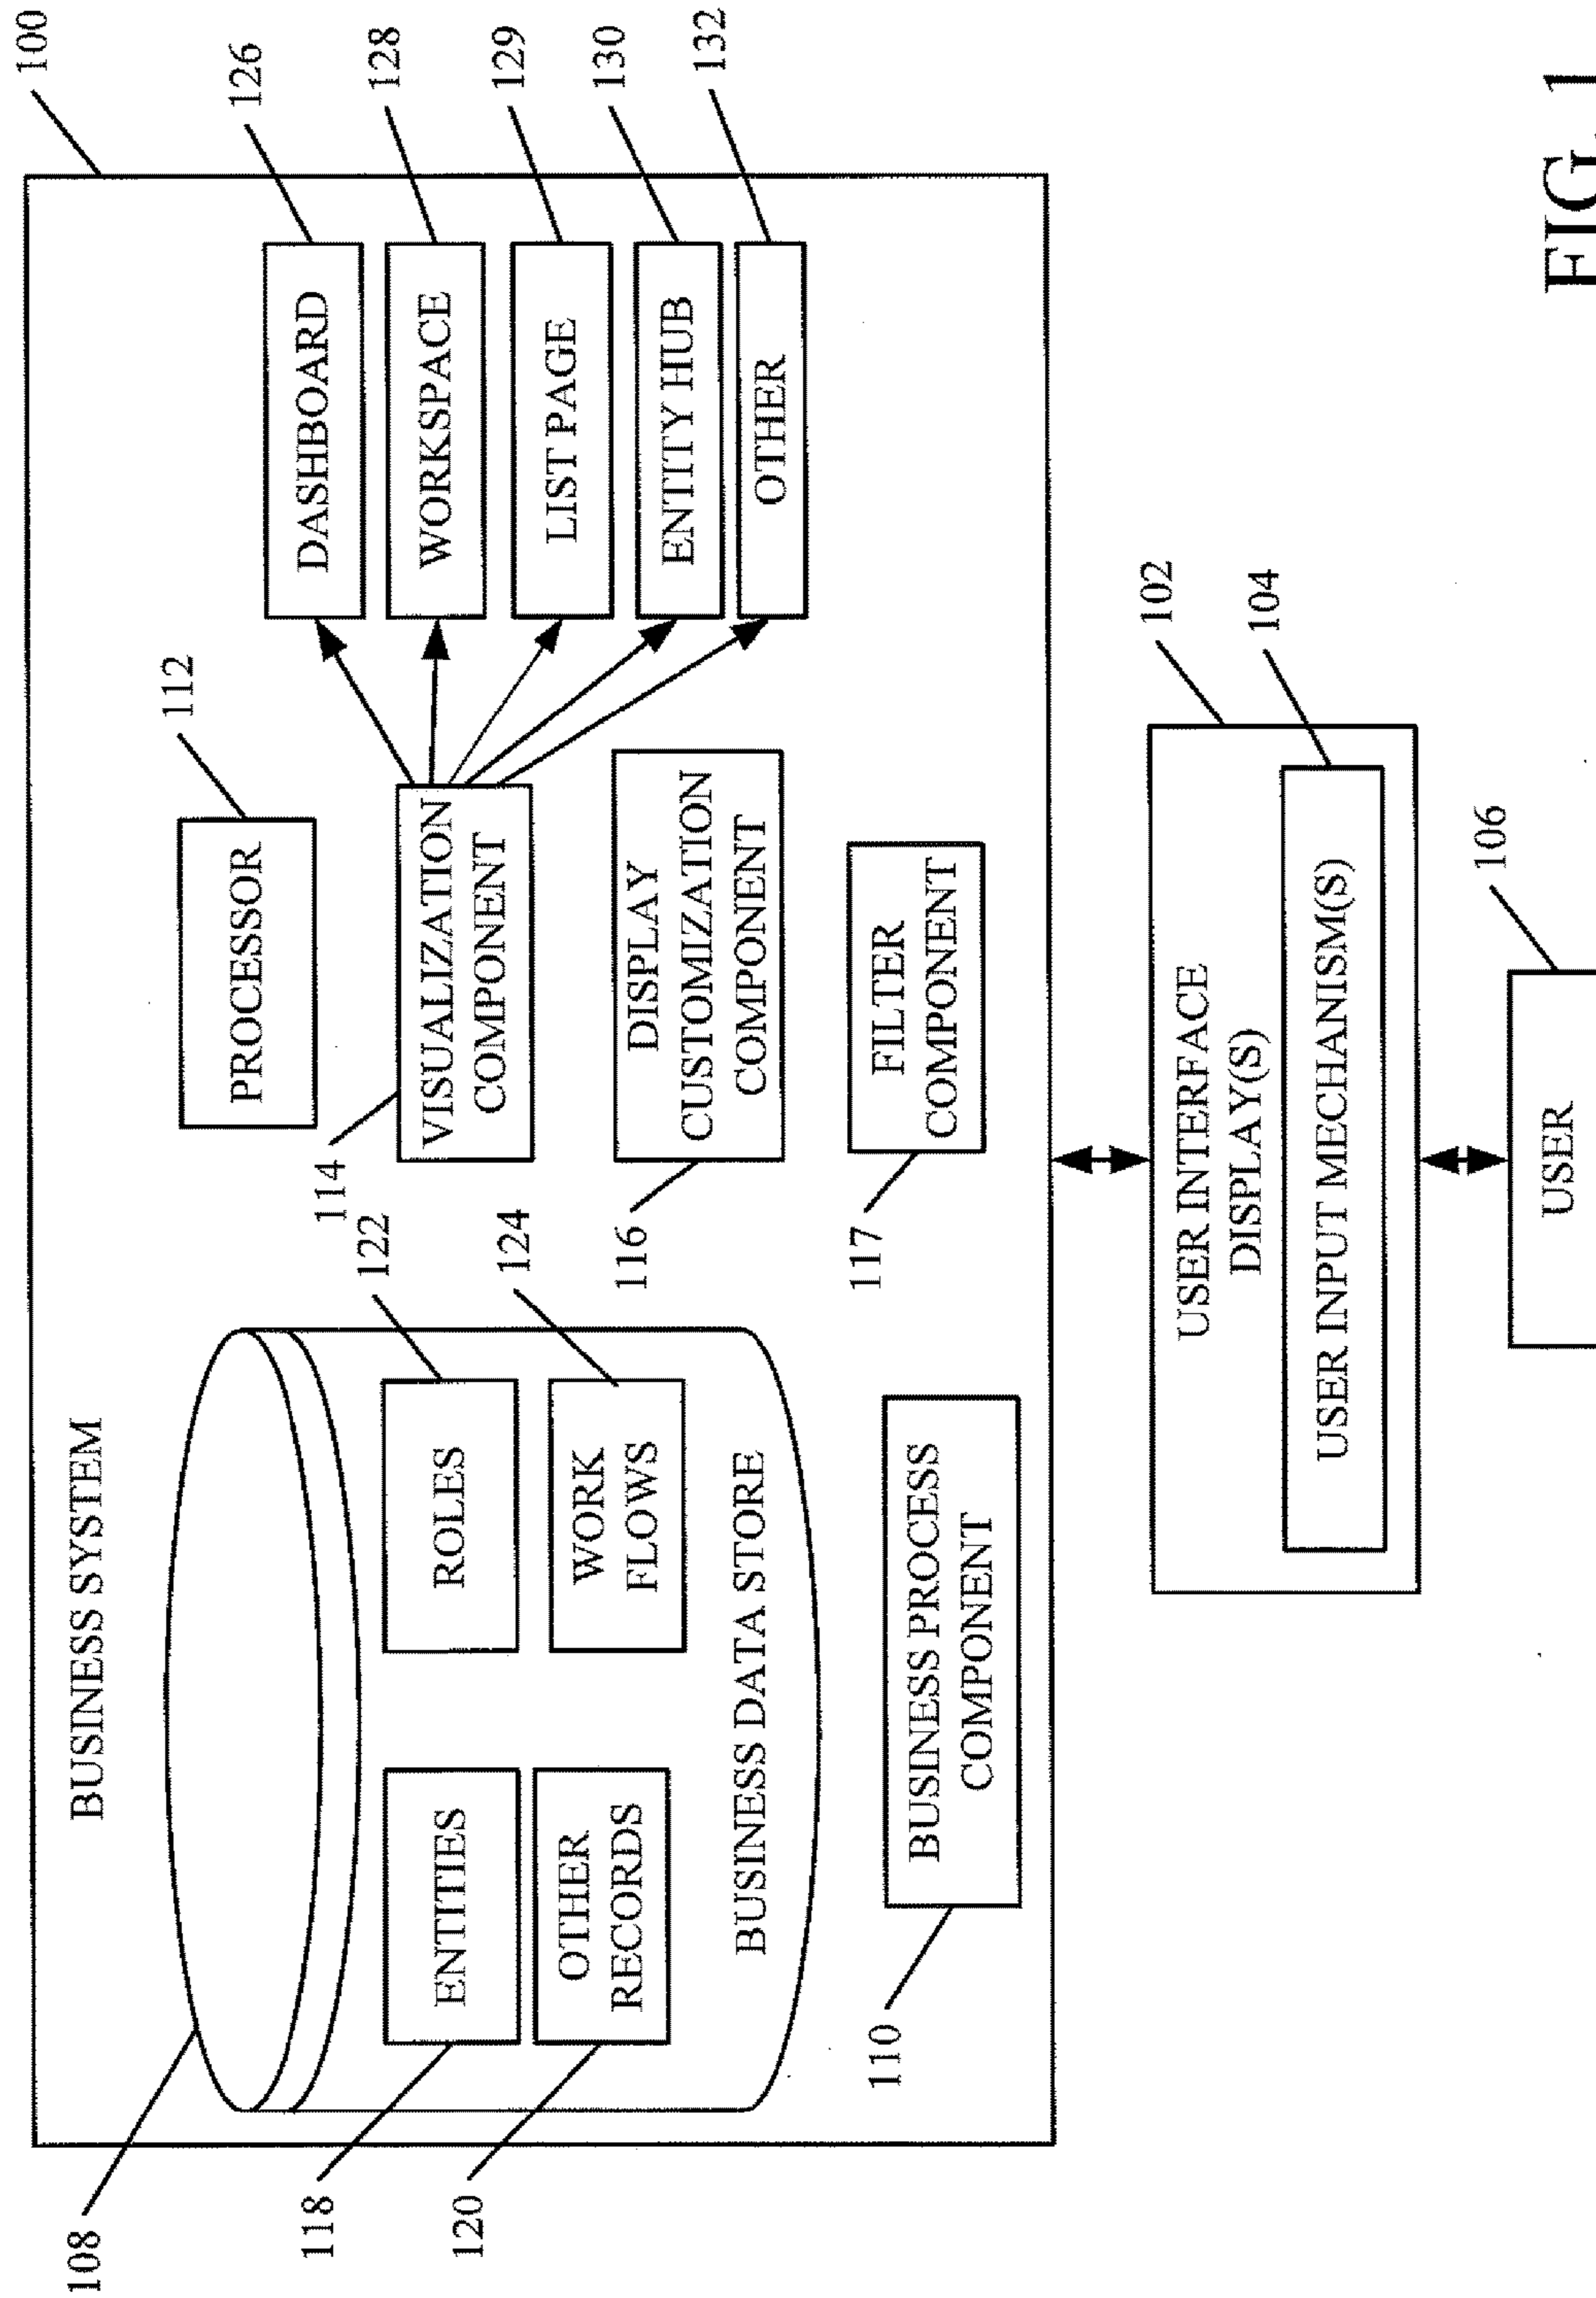 100
BUSINESS SYSTEM
108
118
ENTITIES
120
OTHER
RECORDS
122
ROLES
124
WORK
FLOWS
BUSINESS DATA STORE
110
BUSINESS PROCESS
COMPONENT
112
PROCESSOR
114
VISUALIZATION
COMPONENT
116
DISPLAY
CUSTOMIZATION
COMPONENT
117
FILTER
COMPONENT
126
DASHBOARD
128
WORKSPACE
129
LIST PAGE
130
ENTITY HUB
132
OTHER
102
USER INTERFACE
DISPLAY(S)
104
USER INPUT MECHANISM(S)
106
USER
FIG. 1